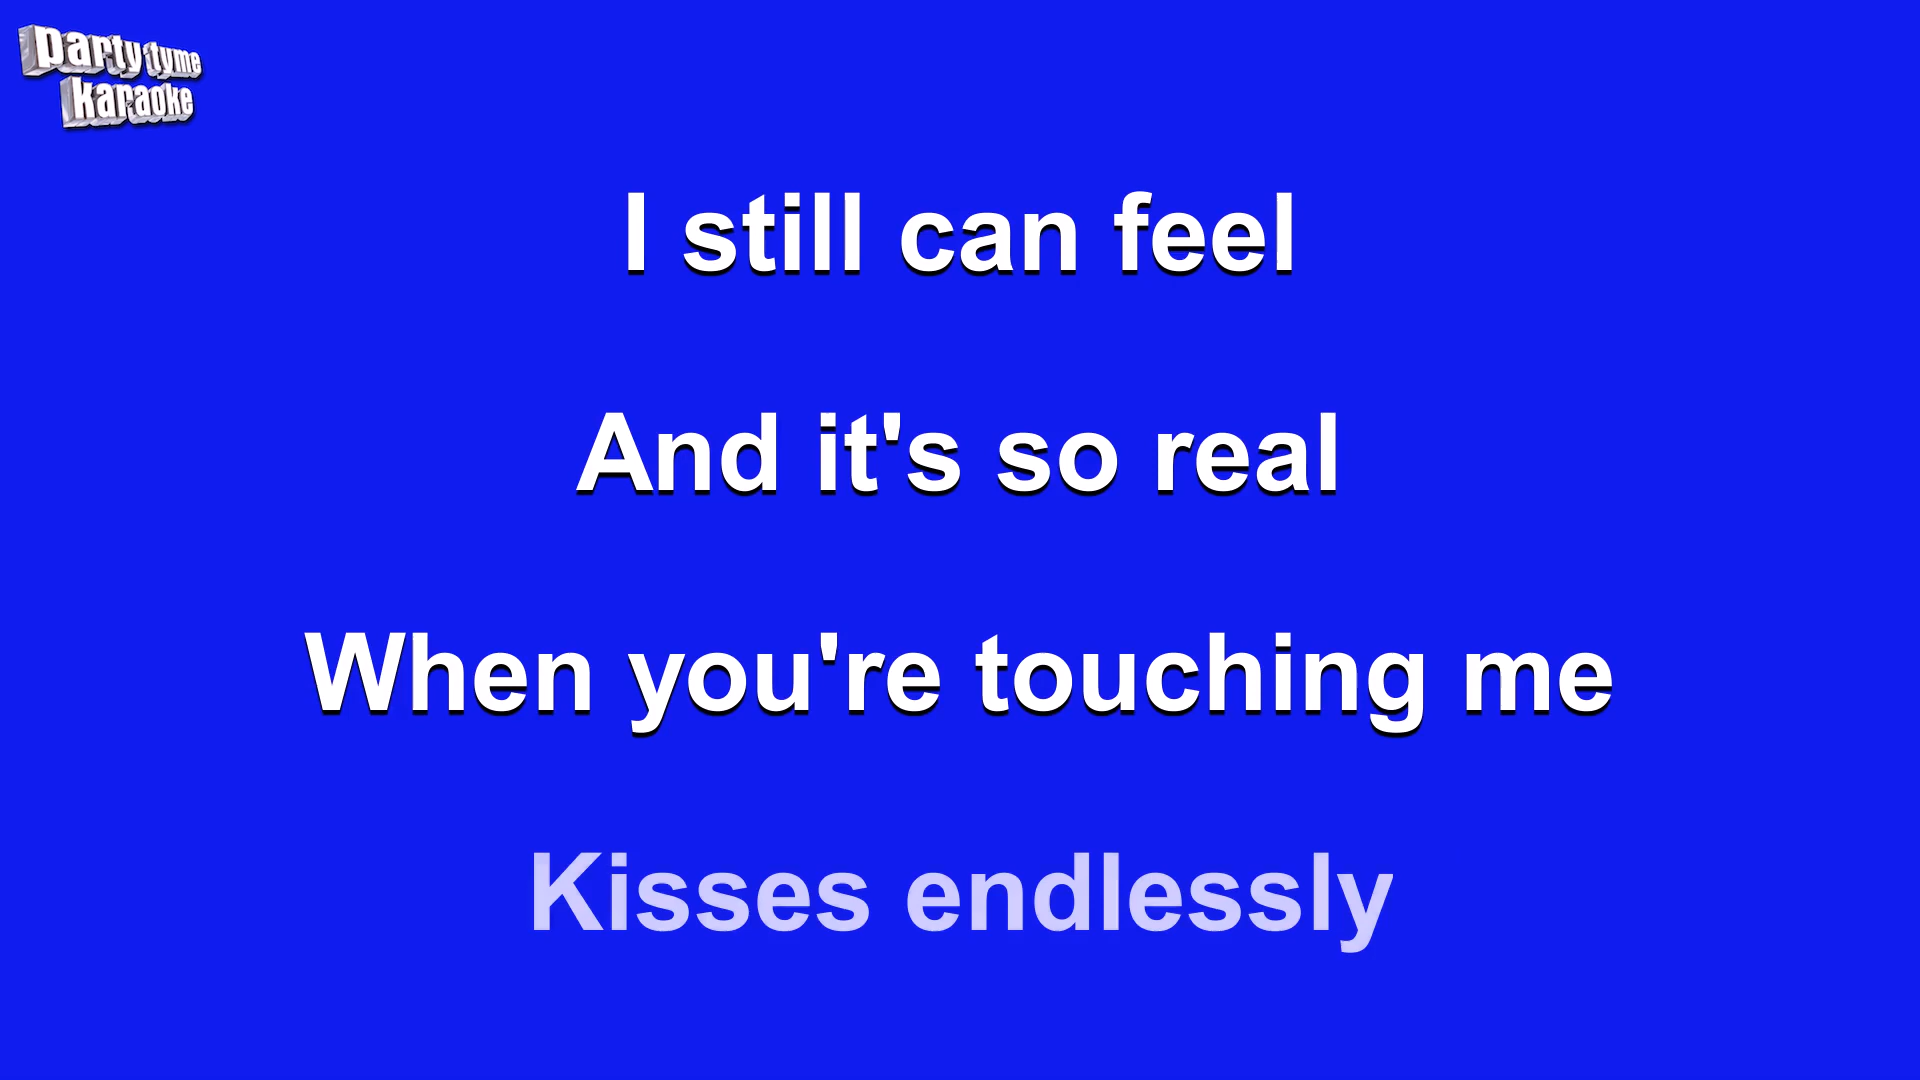 party tyme
karaoke
I still can feel
And it's so real
When you're touching me
Kisses endlessly